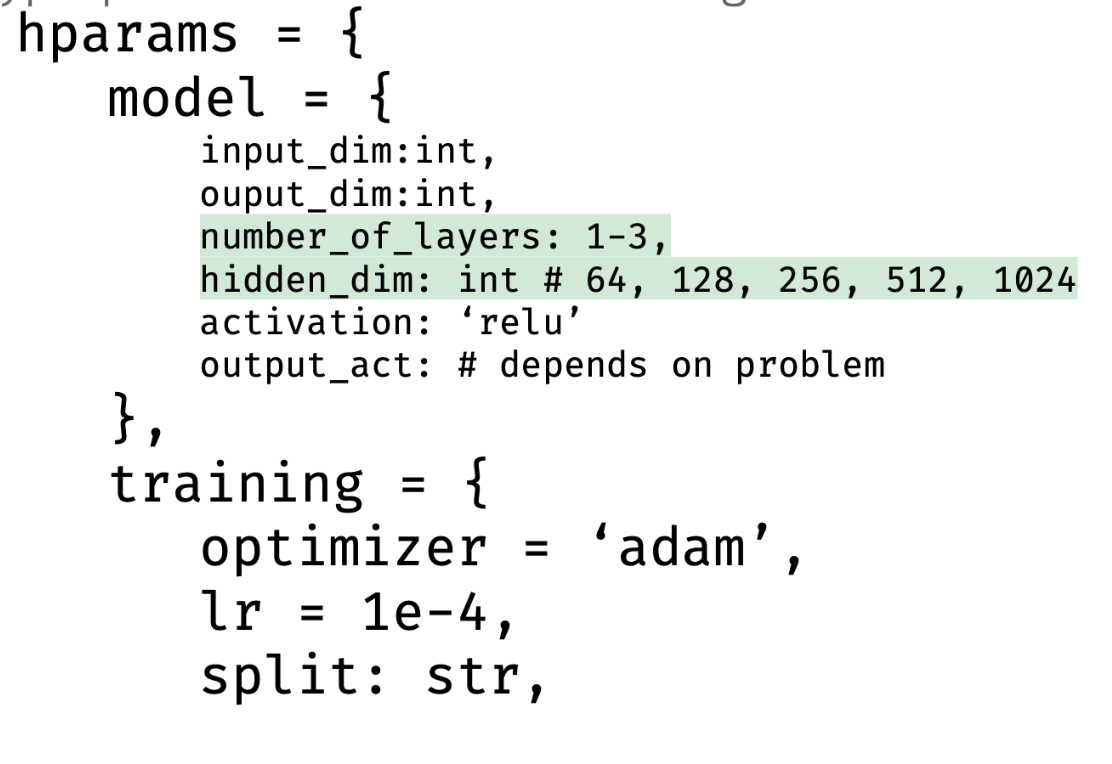 hparams = {
model = {
input_dim:int,
ouput_dim:int,
number_of_layers: 1-3,
hidden_dim: int # 64, 128, 256, 512, 1024
activation: ‘relu’
output_act: # depends on problem
},
training = {
optimizer = ‘adam’,
lr = 1e-4,
split: str,